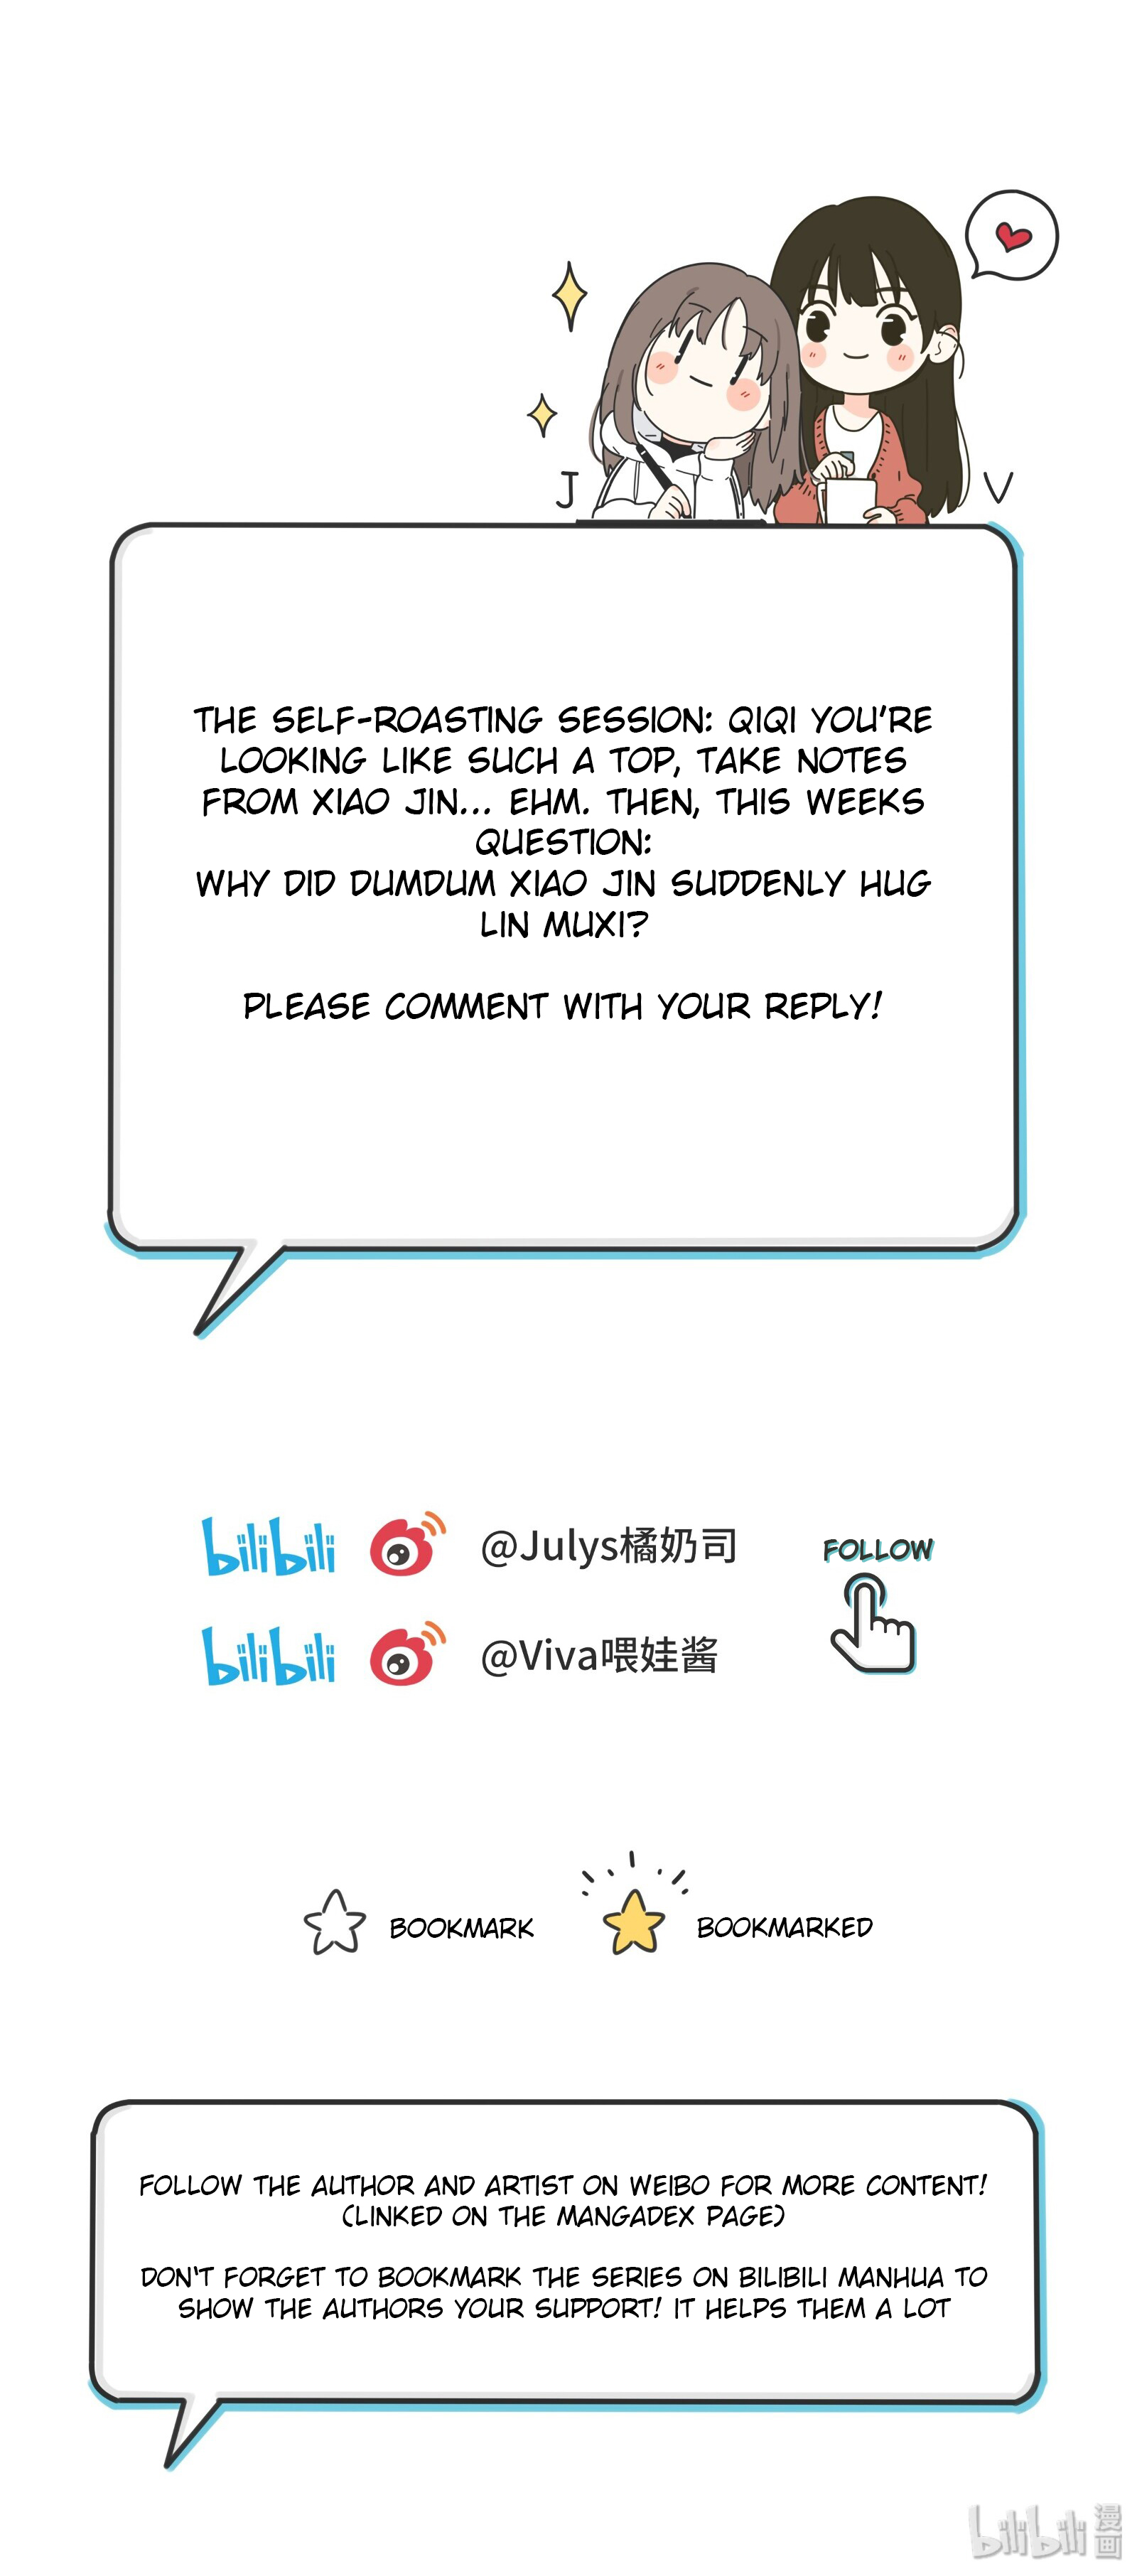 J
V
THE SELF-ROASTING SESSION: QIQI YOU'RE
LOOKING LIKE SUCH A TOP, TAKE NOTES
FROM XIAO JIN... EHM. THEN, THIS WEEKS
QUESTION:
WHY DID DUMDUM XIAO JIN SUDDENLY HUG
LIN MUXI?
PLEASE COMMENT WITH YOUR REPLY!
bilibili @Julys橘奶司
FOLLOW
bilibili @Viva喂娃酱
BOOKMARK BOOKMARKED
FOLLOW THE AUTHOR AND ARTIST ON WEIBO FOR MORE CONTENT!
(LINKED ON THE MANGADEX PAGE)
DON'T FORGET TO BOOKMARK THE SERIES ON BILIBILI MANHUA TO
SHOW THE AUTHORS YOUR SUPPORT! IT HELPS THEM A LOT
bilibili 漫画